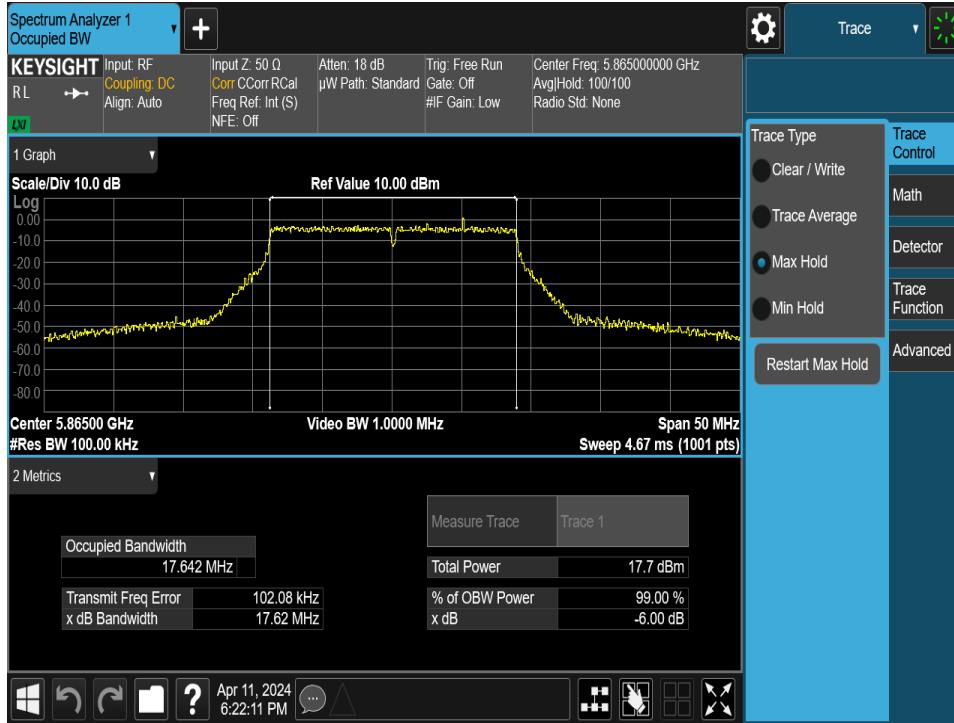 Spectrum Analyzer 1
Occupied BW
+
Trace
KEYSIGHT
RL
LXI
Input: RF
Coupling: DC
Align: Auto
Input Z: 50 Ω
Corr CCorr RCal
Freq Ref: Int (S)
NFE: Off
Atten: 18 dB
µW Path: Standard
Trig: Free Run
Gate: Off
#IF Gain: Low
Center Freq: 5.865000000 GHz
Avg|Hold: 100/100
Radio Std: None
1 Graph
Scale/Div 10.0 dB
Ref Value 10.00 dBm
Log
0.00
-10.0
-20.0
-30.0
-40.0
-50.0
-60.0
-70.0
-80.0
Center 5.86500 GHz
Video BW 1.0000 MHz
Span 50 MHz
#Res BW 100.00 kHz
Sweep 4.67 ms (1001 pts)
2 Metrics
Measure Trace
Trace 1
Occupied Bandwidth
17.642 MHz
Total Power
17.7 dBm
Transmit Freq Error
102.08 kHz
% of OBW Power
99.00 %
x dB Bandwidth
17.62 MHz
x dB
-6.00 dB
Trace Type
Clear / Write
Trace Average
Max Hold
Min Hold
Restart Max Hold
Trace
Control
Math
Detector
Trace
Function
Advanced
?
Apr 11, 2024
6:22:11 PM